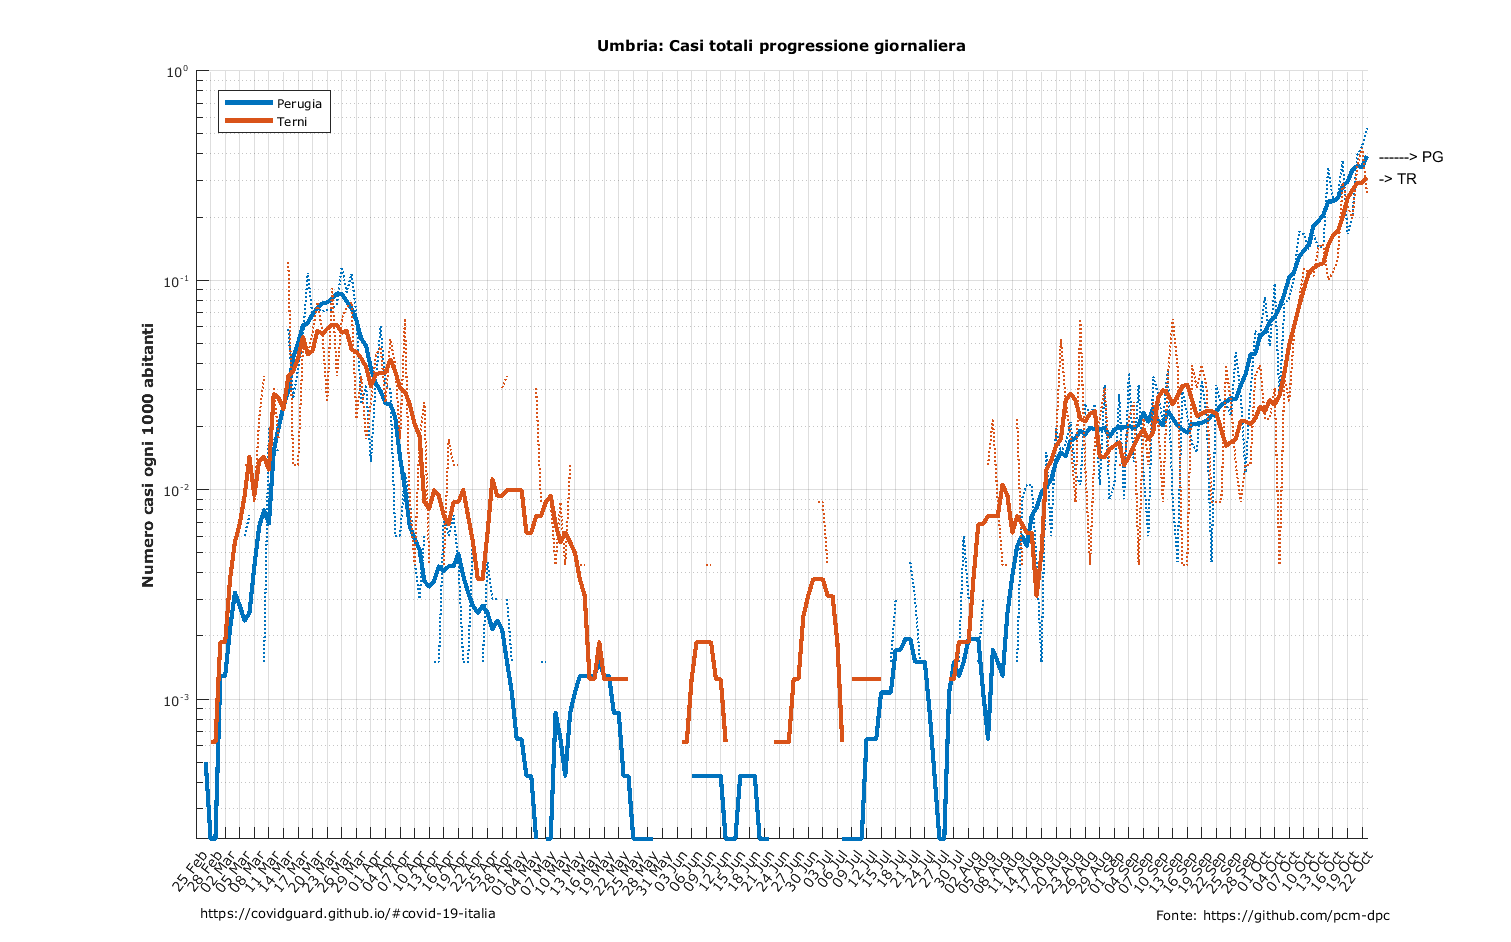 Umbria: Casi totali progressione giornaliera
10⁰
10⁻¹
10⁻²
10⁻³
Numero casi ogni 1000 abitanti
Perugia
Terni
------> PG
-> TR
25 Feb
28 Feb
02 Mar
05 Mar
08 Mar
11 Mar
14 Mar
17 Mar
20 Mar
23 Mar
26 Mar
29 Mar
01 Apr
04 Apr
07 Apr
10 Apr
13 Apr
16 Apr
19 Apr
22 Apr
25 Apr
28 Apr
01 May
04 May
07 May
10 May
13 May
16 May
19 May
22 May
25 May
28 May
31 May
03 Jun
06 Jun
09 Jun
12 Jun
15 Jun
18 Jun
21 Jun
24 Jun
27 Jun
30 Jun
03 Jul
06 Jul
09 Jul
12 Jul
15 Jul
18 Jul
21 Jul
24 Jul
27 Jul
30 Jul
02 Aug
05 Aug
08 Aug
11 Aug
14 Aug
17 Aug
20 Aug
23 Aug
26 Aug
29 Aug
01 Sep
04 Sep
07 Sep
10 Sep
13 Sep
16 Sep
19 Sep
22 Sep
25 Sep
28 Sep
01 Oct
04 Oct
07 Oct
10 Oct
13 Oct
16 Oct
19 Oct
22 Oct
https://covidguard.github.io/#covid-19-italia
Fonte: https://github.com/pcm-dpc